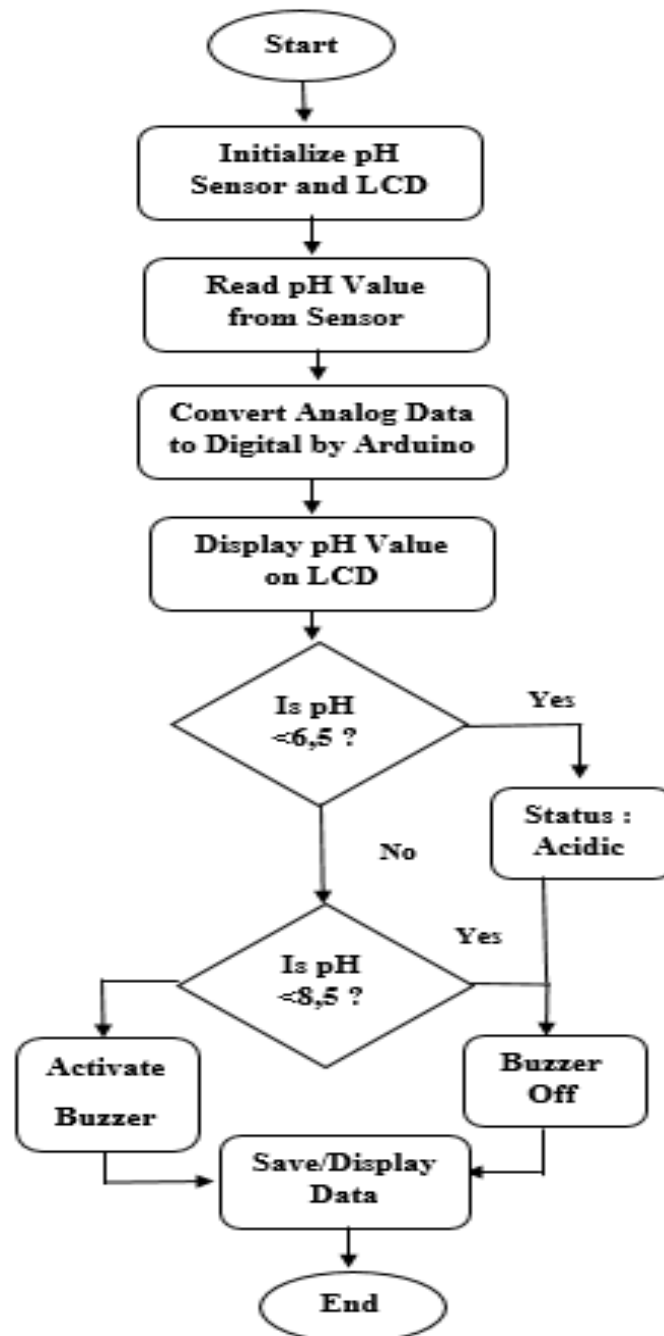 Start
Initialize pH
Sensor and LCD
Read pH Value
from Sensor
Convert Analog Data
to Digital by Arduino
Display pH Value
on LCD
Is pH
<6,5 ?
Yes
Status :
Acidic
No
Is pH
<8,5 ?
Yes
Activate
Buzzer
Buzzer
Off
Save/Display
Data
End